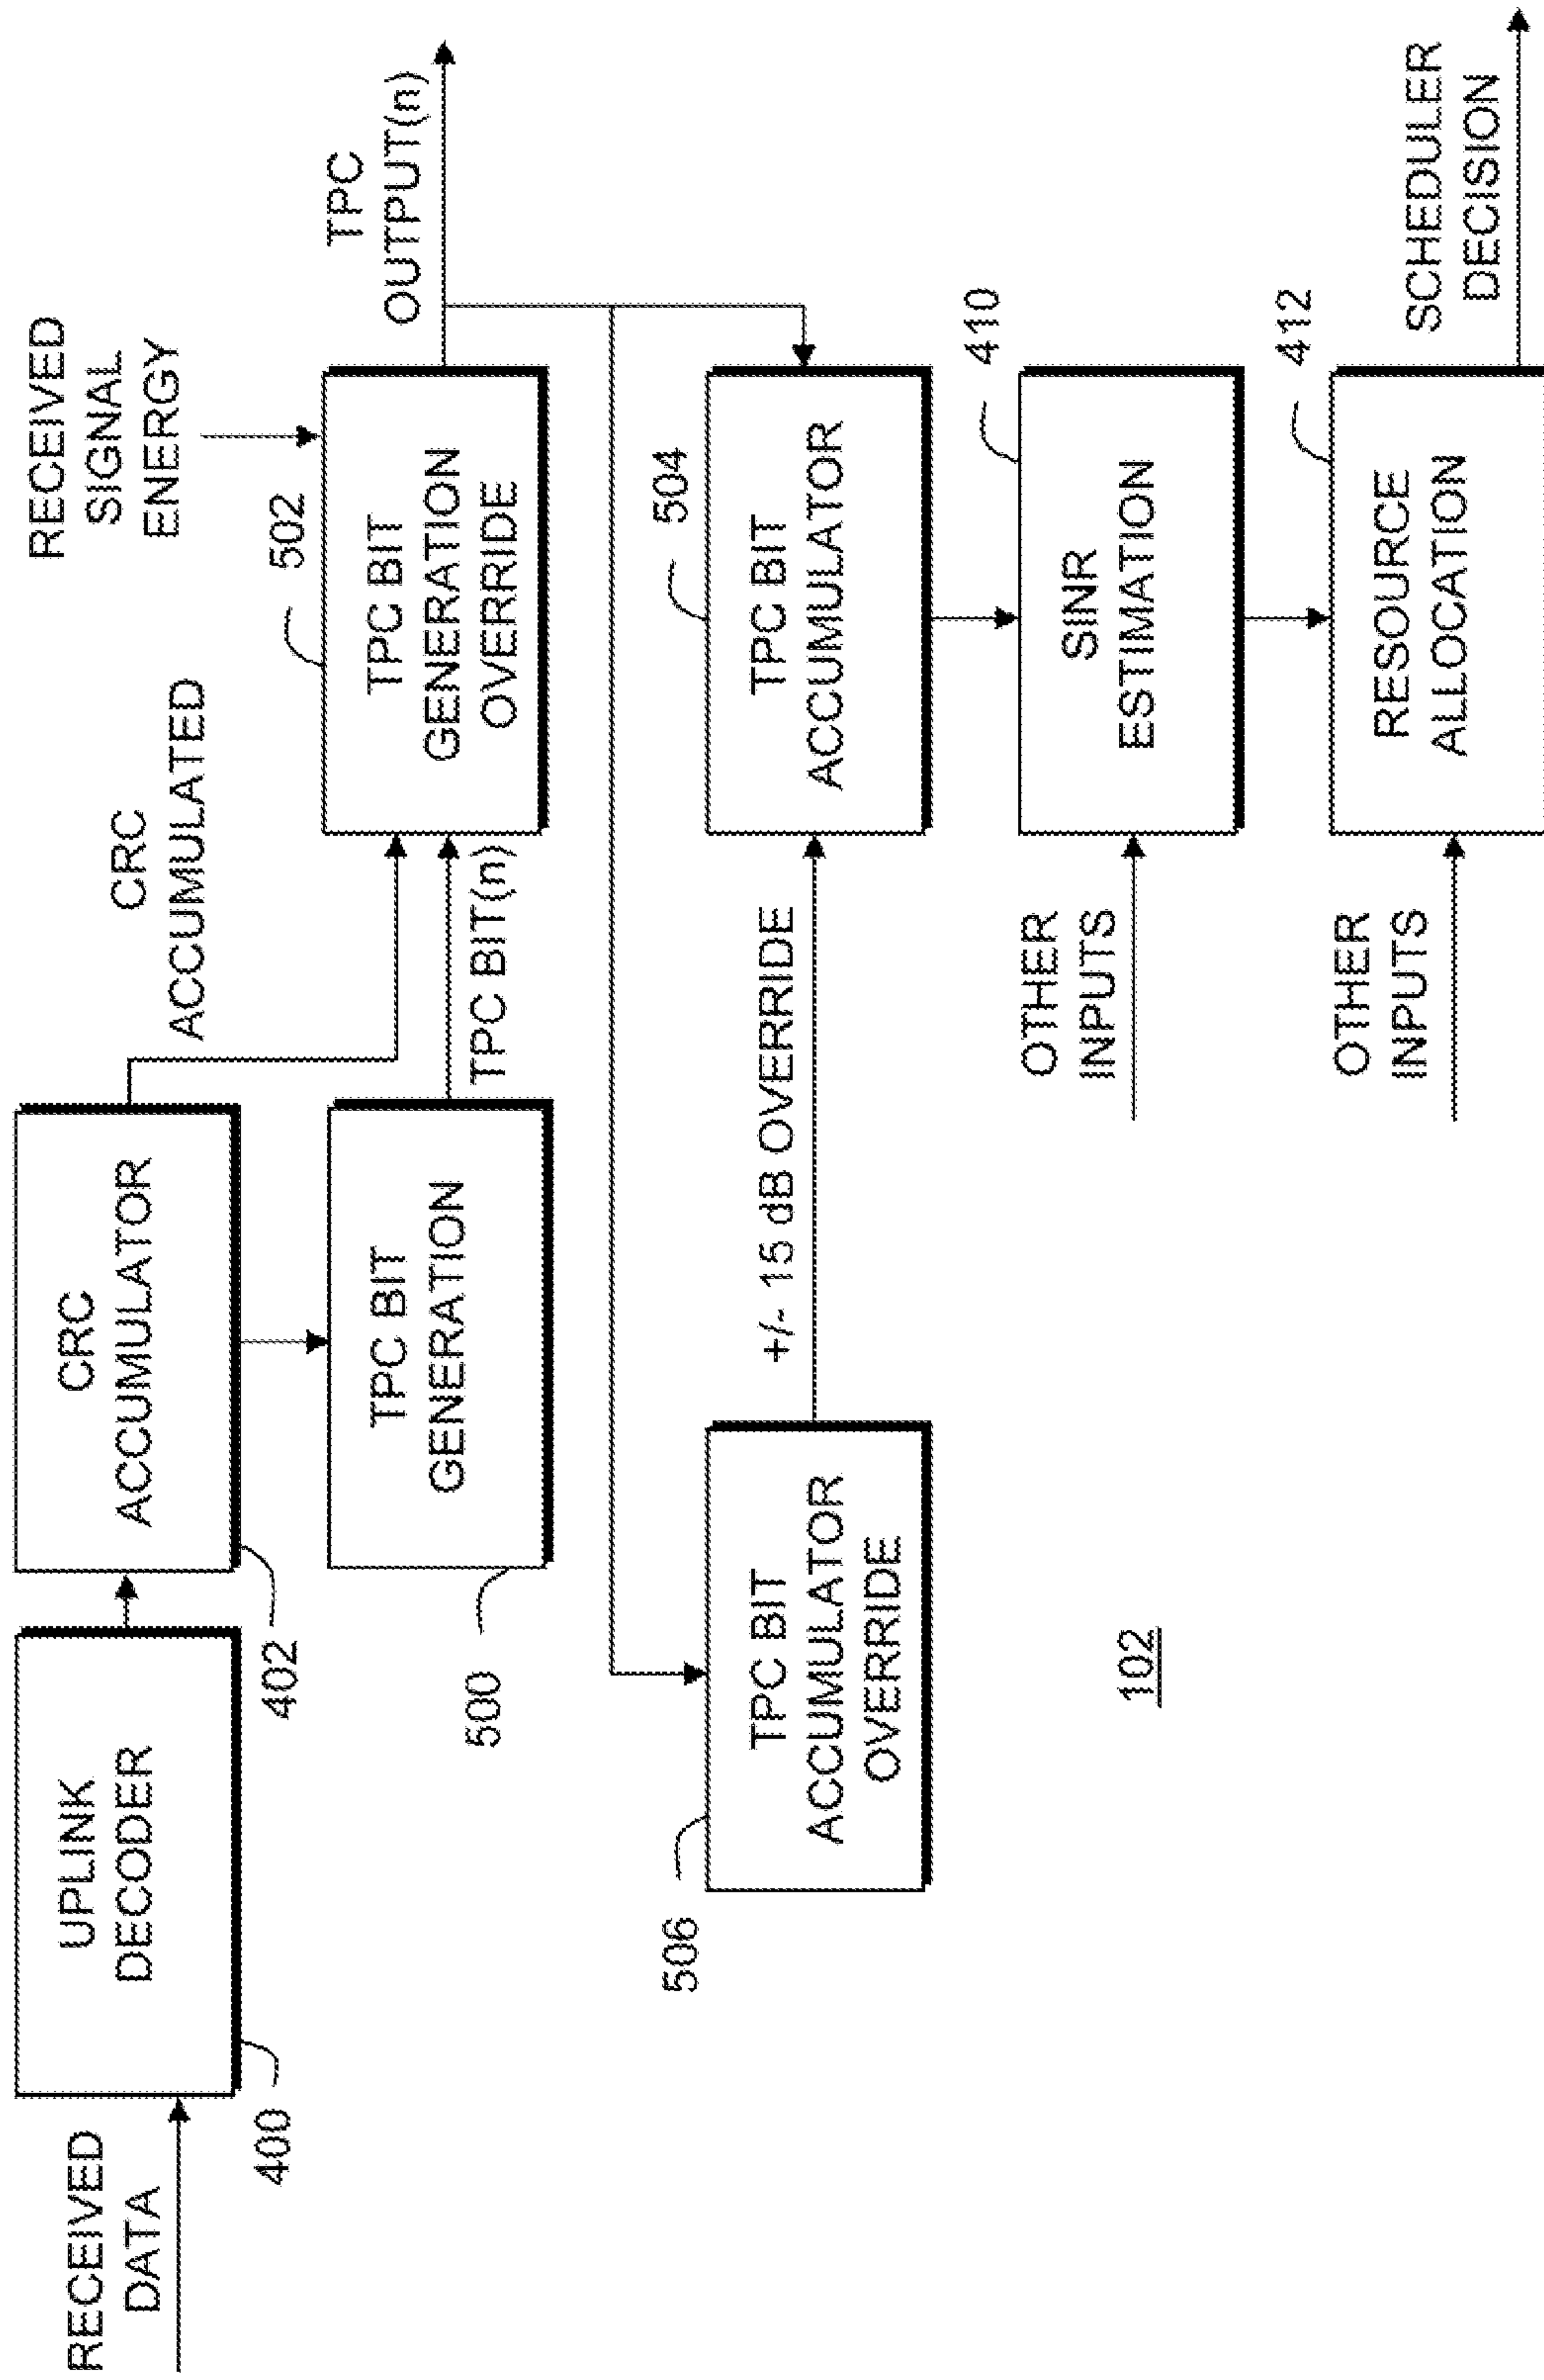 RECEIVED
DATA
UPLINK
DECODER
400
CRC
ACCUMULATOR
402
CRC
ACCUMULATED
RECEIVED
SIGNAL
ENERGY
TPC BIT
GENERATION
500
TPC BIT(n)
TPC BIT
GENERATION
OVERRIDE
502
TPC
OUTPUT(n)
TPC BIT
ACCUMULATOR
OVERRIDE
506
+/- 15 dB OVERRIDE
TPC BIT
ACCUMULATOR
504
OTHER
INPUTS
SINR
ESTIMATION
410
OTHER
INPUTS
RESOURCE
ALLOCATION
412
SCHEDULER
DECISION
102